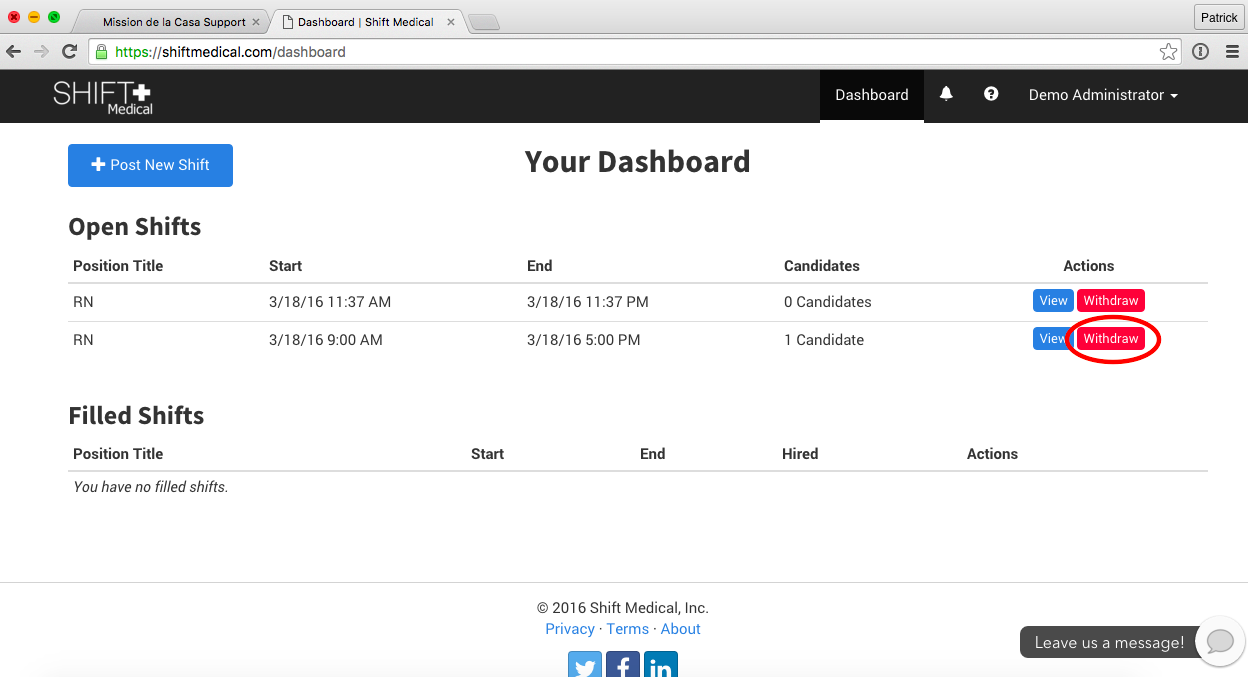 Mission de la Casa Support
Dashboard | Shift Medical
Patrick
https://shiftmedical.com/dashboard
SHIFT
Medical
Dashboard
Demo Administrator
Post New Shift
Your Dashboard
Open Shifts
Position Title Start End Candidates Actions
RN 3/18/16 11:37 AM 3/18/16 11:37 PM 0 Candidates View Withdraw
RN 3/18/16 9:00 AM 3/18/16 5:00 PM 1 Candidate View Withdraw
Filled Shifts
Position Title Start End Hired Actions
You have no filled shifts.
© 2016 Shift Medical, Inc.
Privacy · Terms · About
Leave us a message!